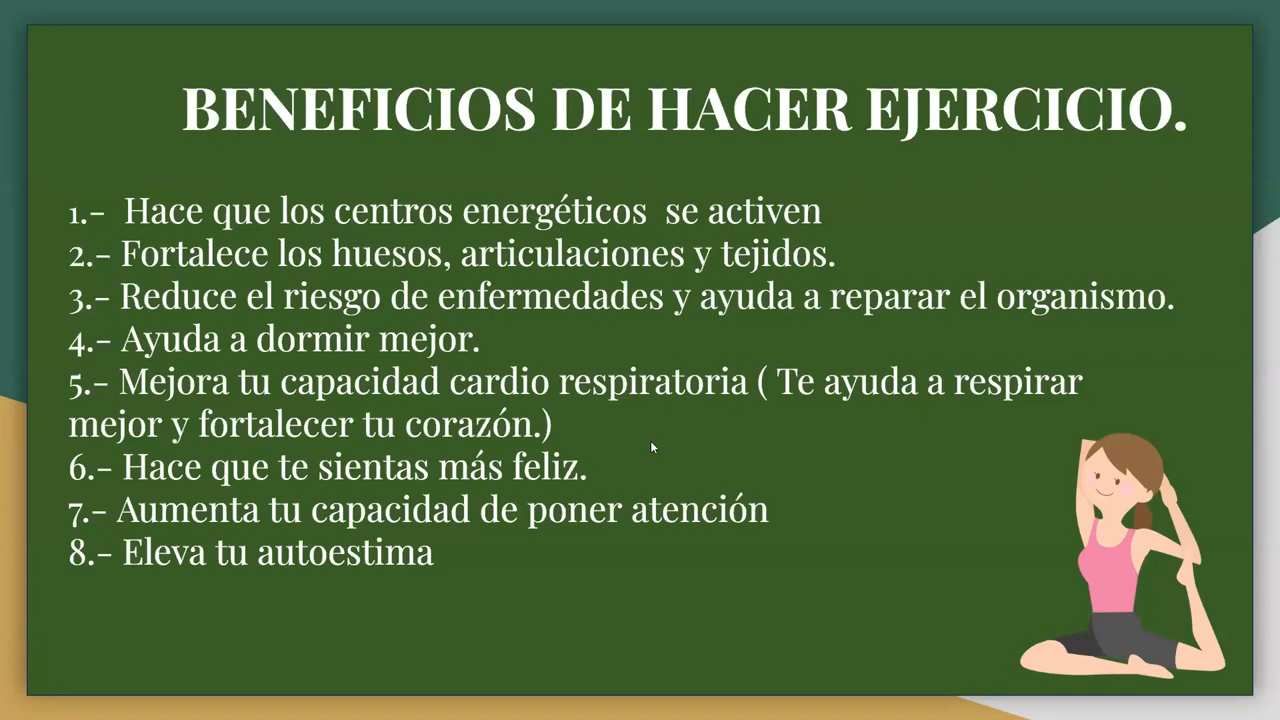 BENEFICIOS DE HACER EJERCICIO.
1.- Hace que los centros energéticos se activen
2.- Fortalece los huesos, articulaciones y tejidos.
3.- Reduce el riesgo de enfermedades y ayuda a reparar el organismo.
4.- Ayuda a dormir mejor.
5.- Mejora tu capacidad cardio respiratoria ( Te ayuda a respirar
mejor y fortalecer tu corazón.)
6.- Hace que te sientas más feliz.
7.- Aumenta tu capacidad de poner atención
8.- Eleva tu autoestima